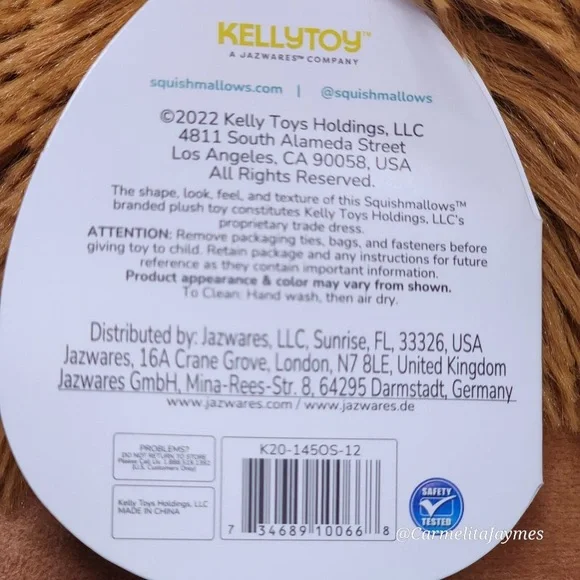 KELLYTOY™
A JAZWARES™ COMPANY
squishmallows.com | @squishmallows
©2022 Kelly Toys Holdings, LLC
4811 South Alameda Street
Los Angeles, CA 90058, USA
All Rights Reserved.
The shape, look, feel, and texture of this Squishmallows™
branded plush toy constitutes Kelly Toys Holdings, LLC's
proprietary trade dress.
ATTENTION: Remove packaging ties, bags, and fasteners before
giving toy to child. Retain package and any instructions for future
reference as they contain important information.
Product appearance & color may vary from shown.
To Clean: Hand wash, then air dry.
Distributed by: Jazwares, LLC, Sunrise, FL, 33326, USA
Jazwares, 16A Crane Grove, London, N7 8LE, United Kingdom
Jazwares GmbH, Mina-Rees-Str. 8, 64295 Darmstadt, Germany
www.jazwares.com / www.jazwares.de
PROBLEMS?
DO NOT RETURN TO STORE
Please Call Us
(U.S. Customers Only)
Kelly Toys Holdings, LLC
MADE IN CHINA
K20-1450S-12
7 34689 10066 8
SAFETY
TESTED
@Carmelitafaymes